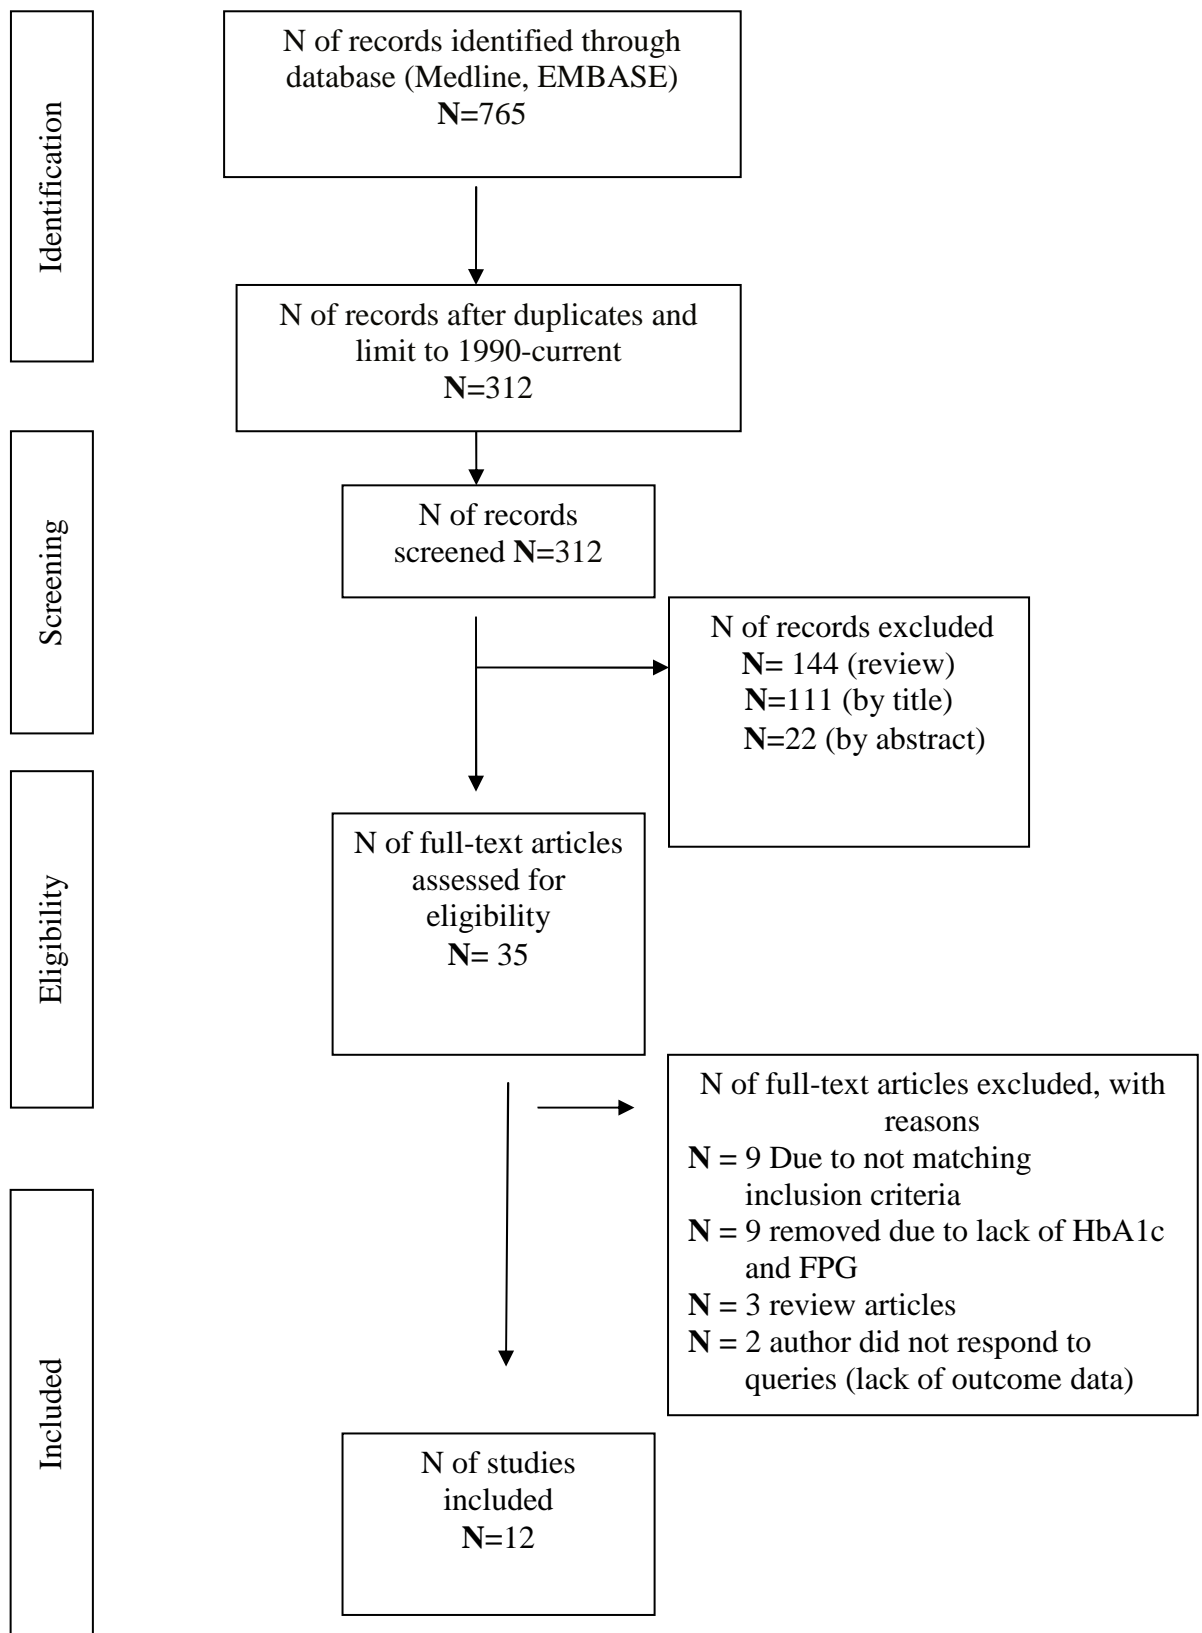 Identification
N of records identified through
database (Medline, EMBASE)
N=765
N of records after duplicates and
limit to 1990-current
N=312
Screening
N of records
screened N=312
N of records excluded
N= 144 (review)
N=111 (by title)
N=22 (by abstract)
Eligibility
N of full-text articles
assessed for
eligibility
N= 35
N of full-text articles excluded, with
reasons
N = 9 Due to not matching
inclusion criteria
N = 9 removed due to lack of HbA1c
and FPG
N = 3 review articles
N = 2 author did not respond to
queries (lack of outcome data)
Included
N of studies
included
N=12